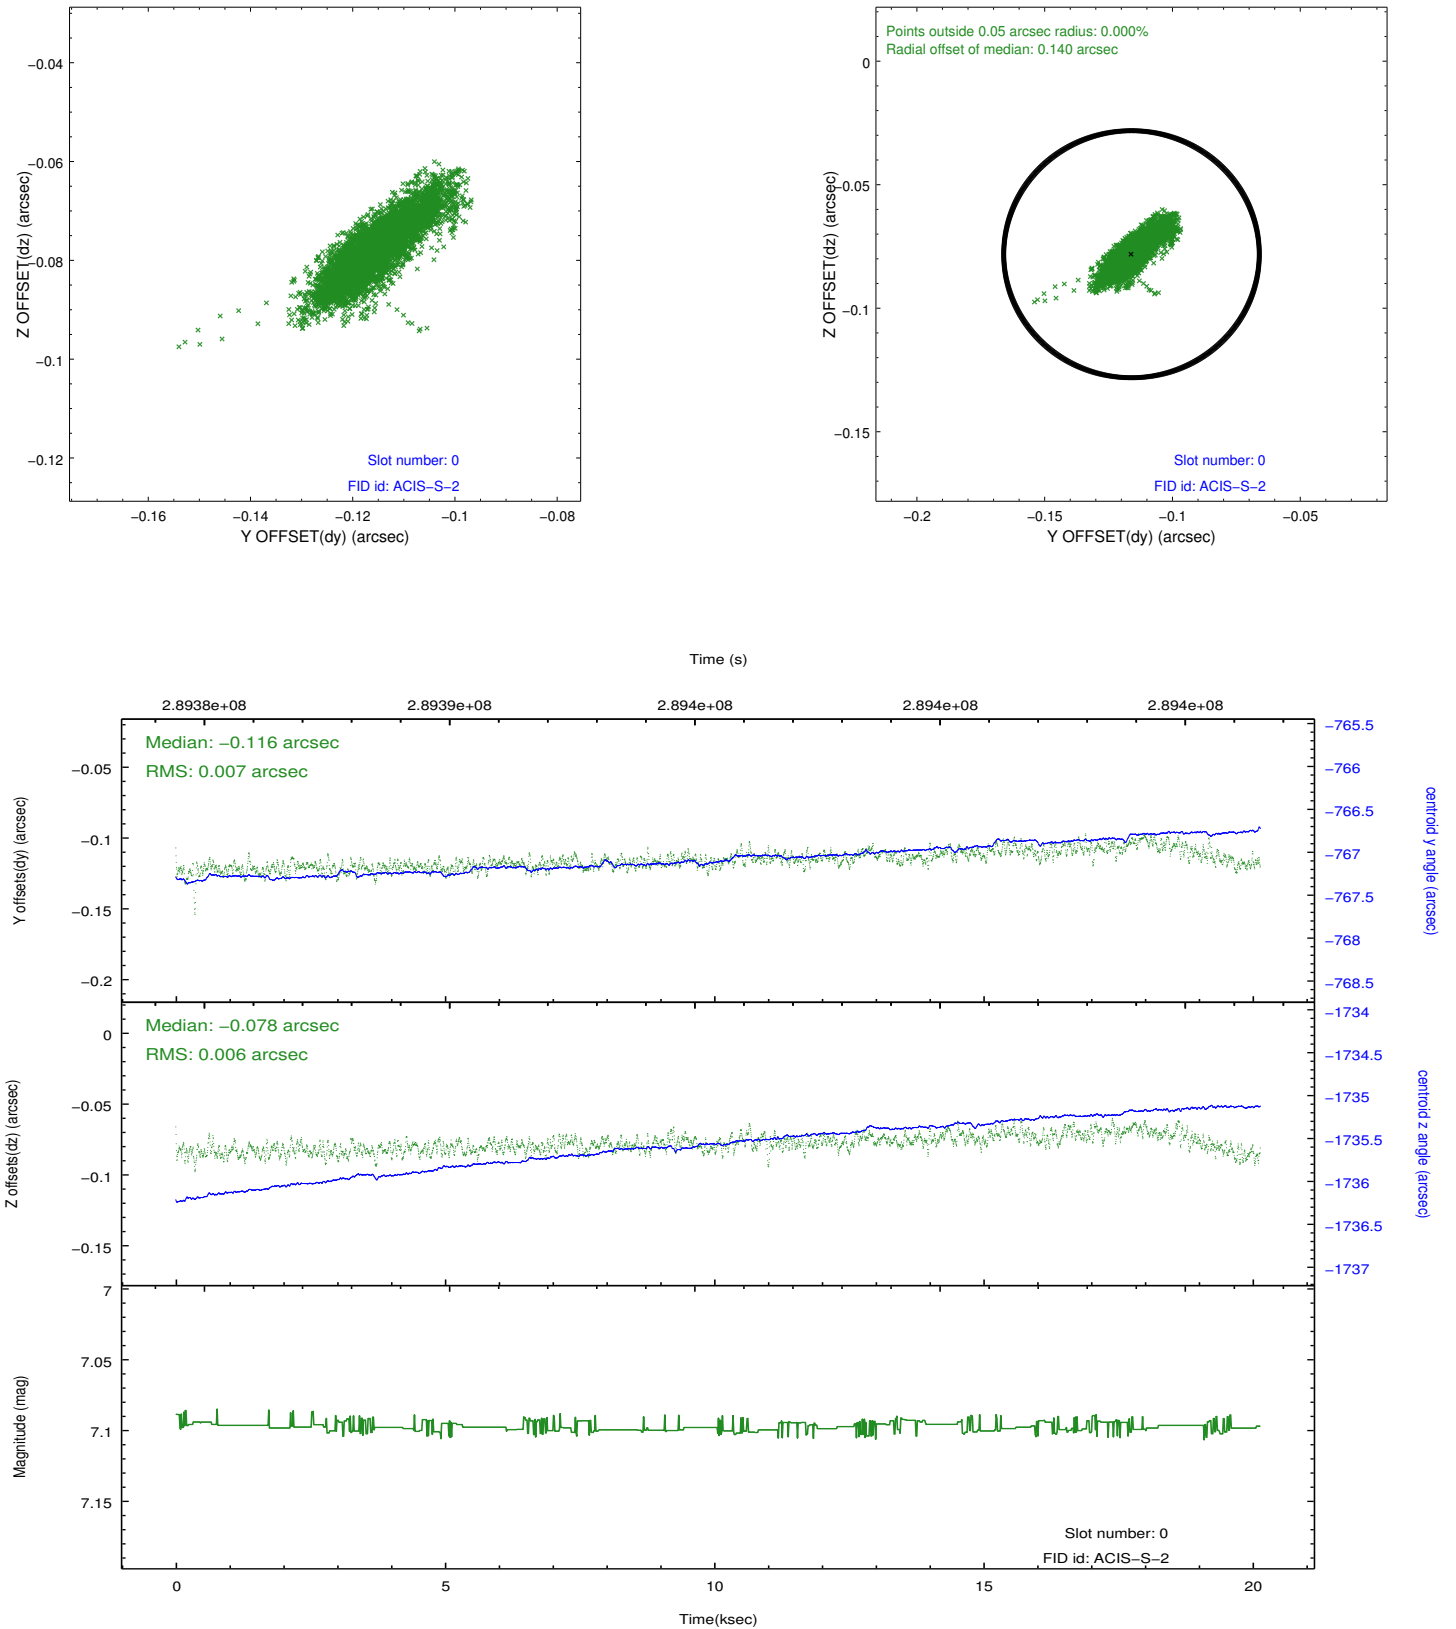 −0.04
−0.06
−0.08
−0.1
−0.12
Z OFFSET(dz) (arcsec)
Slot number: 0
FID id: ACIS−S−2
−0.16
−0.14
−0.12
−0.1
−0.08
Y OFFSET(dy) (arcsec)
Points outside 0.05 arcsec radius: 0.000%
Radial offset of median: 0.140 arcsec
0
−0.05
−0.1
−0.15
Z OFFSET(dz) (arcsec)
Slot number: 0
FID id: ACIS−S−2
−0.2
−0.15
−0.1
−0.05
Y OFFSET(dy) (arcsec)
Time (s)
2.8938e+08
2.8939e+08
2.894e+08
2.894e+08
2.894e+08
Median: −0.116 arcsec
RMS: 0.007 arcsec
−0.05
−0.1
−0.15
−0.2
Y offsets(dy) (arcsec)
−765.5
−766
−766.5
−767
−767.5
−768
−768.5
centroid y angle (arcsec)
Median: −0.078 arcsec
RMS: 0.006 arcsec
0
−0.05
−0.1
−0.15
Z offsets(dz) (arcsec)
−1734
−1734.5
−1735
−1735.5
−1736
−1736.5
−1737
centroid z angle (arcsec)
7
7.05
7.1
7.15
Magnitude (mag)
Slot number: 0
FID id: ACIS−S−2
0
5
10
15
20
Time(ksec)